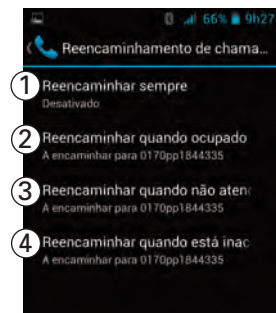 66% 9h27
Reencaminhamento de chama...
1 Reencaminhar sempre
Desativado
2 Reencaminhar quando ocupado
A encaminhar para 0170pp1844335
3 Reencaminhar quando não aten
A encaminhar para 0170pp1844335
4 Reencaminhar quando está inac
A encaminhar para 0170pp1844335